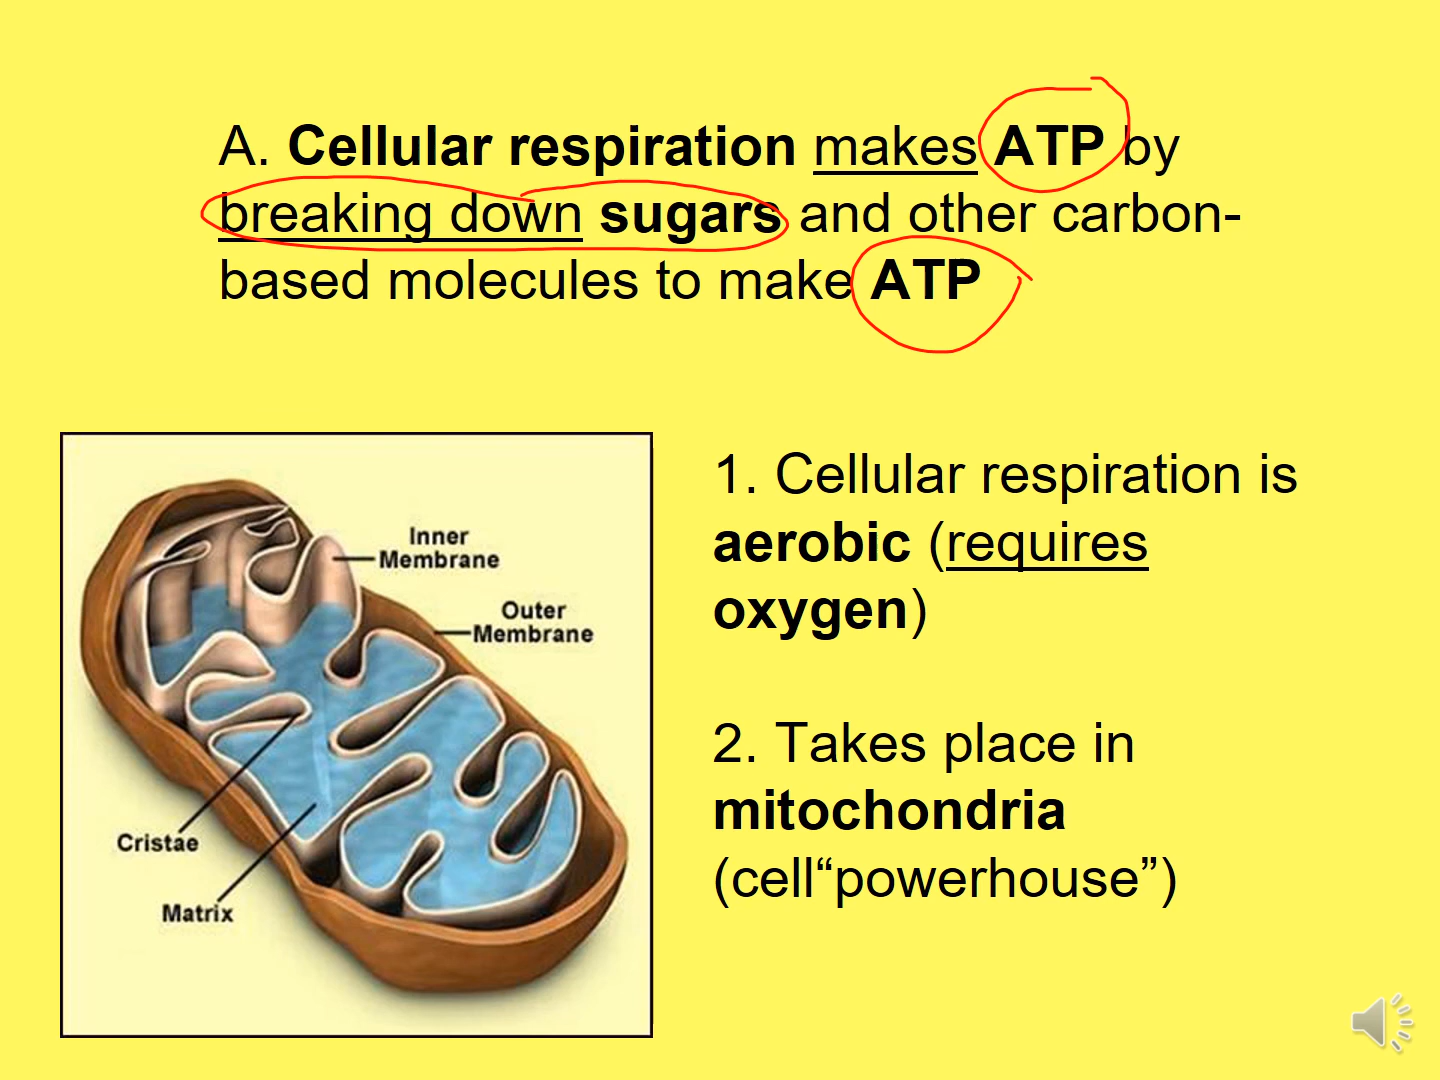 A. Cellular respiration makes ATP by
breaking down sugars and other carbon-
based molecules to make ATP
Inner
Membrane
Outer
Membrane
Cristae
Matrix
1. Cellular respiration is
aerobic (requires
oxygen)
2. Takes place in
mitochondria
(cell“powerhouse”)